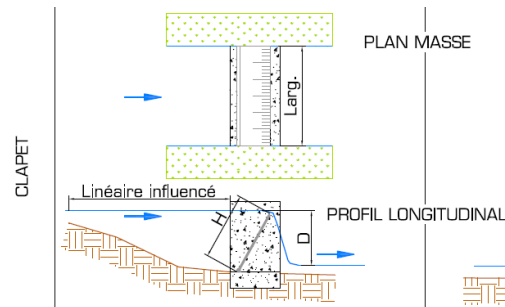 PLAN MASSE
Larg.
CLAPET
Linéaire influencé
H
D
PROFIL LONGITUDINAL